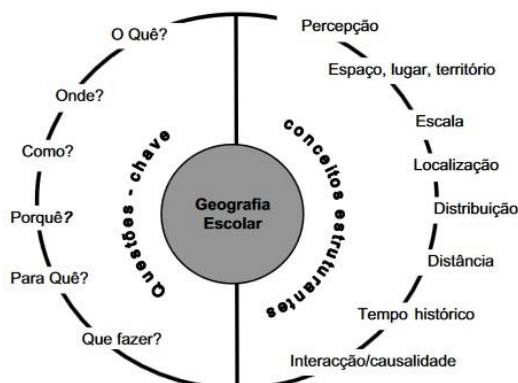 O Quê?
Onde?
Como?
Porquê?
Para Quê?
Que fazer?
Questões - chave
Geografia
Escolar
conceitos estruturantes
Percepção
Espaço, lugar, território
Escala
Localização
Distribuição
Distância
Tempo histórico
Interacção/causalidade